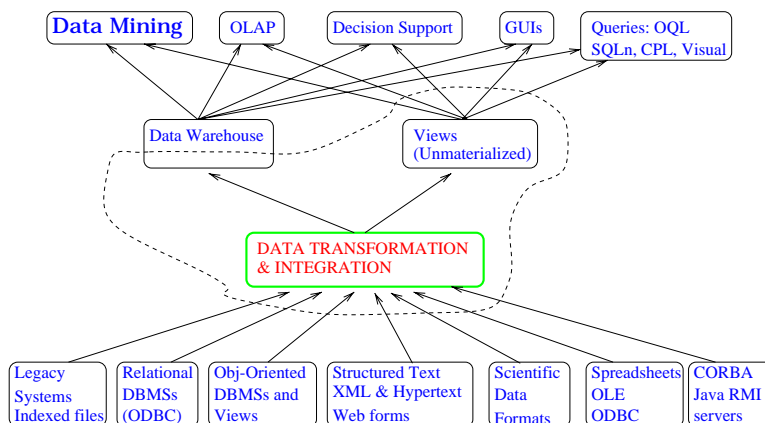 Data Mining
OLAP
Decision Support
GUIs
Queries: OQL
SQLn, CPL, Visual
Data Warehouse
Views
(Unmaterialized)
DATA TRANSFORMATION
& INTEGRATION
Legacy
Systems
Indexed files
Relational
DBMSs
(ODBC)
Obj-Oriented
DBMSs and
Views
Structured Text
XML & Hypertext
Web forms
Scientific
Data
Formats
Spreadsheets
OLE
ODBC
CORBA
Java RMI
servers